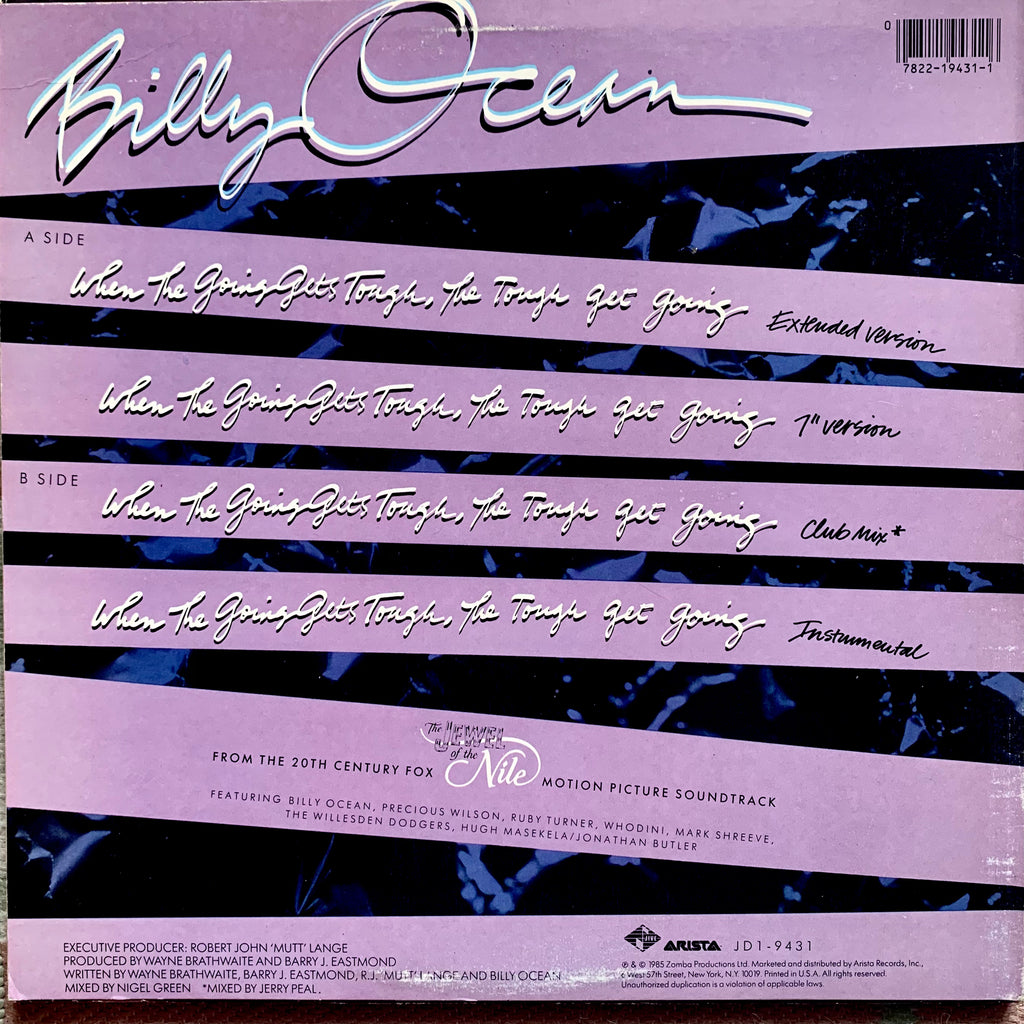 Billy Ocean
0
7822-19431-1
A SIDE
When The Going Gets Tough, The Tough Get Going Extended version
When The Going Gets Tough, The Tough Get Going 7" version
B SIDE
When The Going Gets Tough, The Tough Get Going Club Mix*
When The Going Gets Tough, The Tough Get Going Instrumental
FROM THE 20TH CENTURY FOX The JEWEL of the Nile MOTION PICTURE SOUNDTRACK
FEATURING BILLY OCEAN, PRECIOUS WILSON, RUBY TURNER, WHODINI, MARK SHREEVE,
THE WILLESDEN DODGERS, HUGH MASEKELA/JONATHAN BUTLER
EXECUTIVE PRODUCER: ROBERT JOHN 'MUTT' LANGE
PRODUCED BY WAYNE BRATHWAITE AND BARRY J. EASTMOND
WRITTEN BY WAYNE BRATHWAITE, BARRY J. EASTMOND, R.J. 'MUTT' LANGE AND BILLY OCEAN
MIXED BY NIGEL GREEN *MIXED BY JERRY PEAL.
JIVE ARISTA JD1-9431
℗ & © 1985 Zomba Productions Ltd. Marketed and distributed by Arista Records, Inc.,
6 West 57th Street, New York, N.Y. 10019. Printed in U.S.A. All rights reserved.
Unauthorized duplication is a violation of applicable laws.